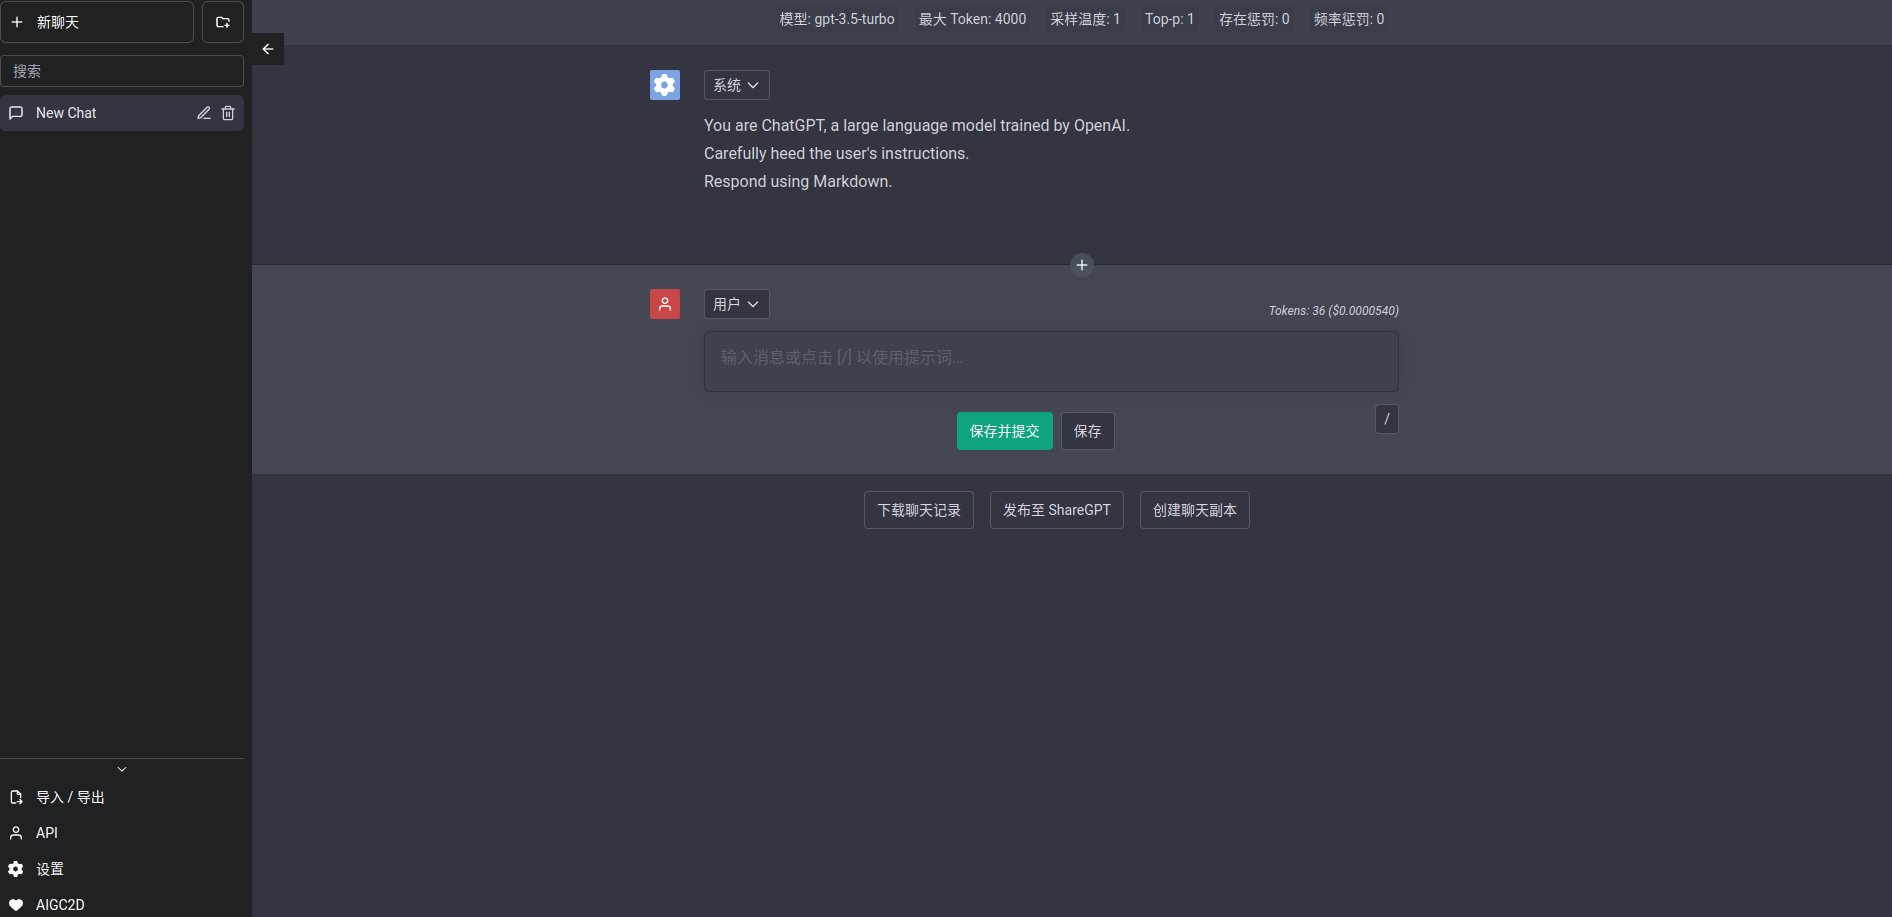 新聊天
搜索
New Chat
导入 / 导出
API
设置
AIGC2D
模型: gpt-3.5-turbo 最大 Token: 4000 采样温度: 1 Top-p: 1 存在惩罚: 0 频率惩罚: 0
系统
You are ChatGPT, a large language model trained by OpenAI.
Carefully heed the user's instructions.
Respond using Markdown.
用户
Tokens: 36 ($0.0000540)
输入消息或点击 [/] 以使用提示词...
/
保存并提交 保存
下载聊天记录 发布至 ShareGPT 创建聊天副本